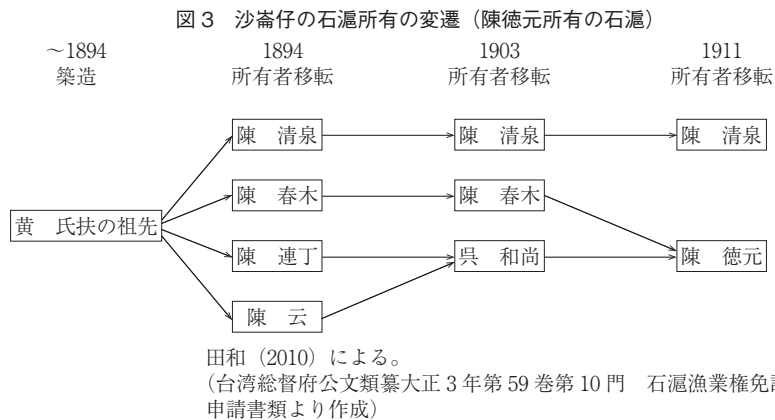 図３　沙崙仔の石滬所有の変遷（陳徳元所有の石滬）
～1894　1894　1903　1911
築造　所有者移転　所有者移転　所有者移転
陳　清泉　陳　清泉　陳　清泉
陳　春木　陳　春木
黄　氏扶の祖先
陳　連丁　呉　和尚　陳　徳元
陳　云
田和（2010）による。
（台湾総督府公文類纂大正３年第59巻第10門　石滬漁業権免
申請書類より作成）